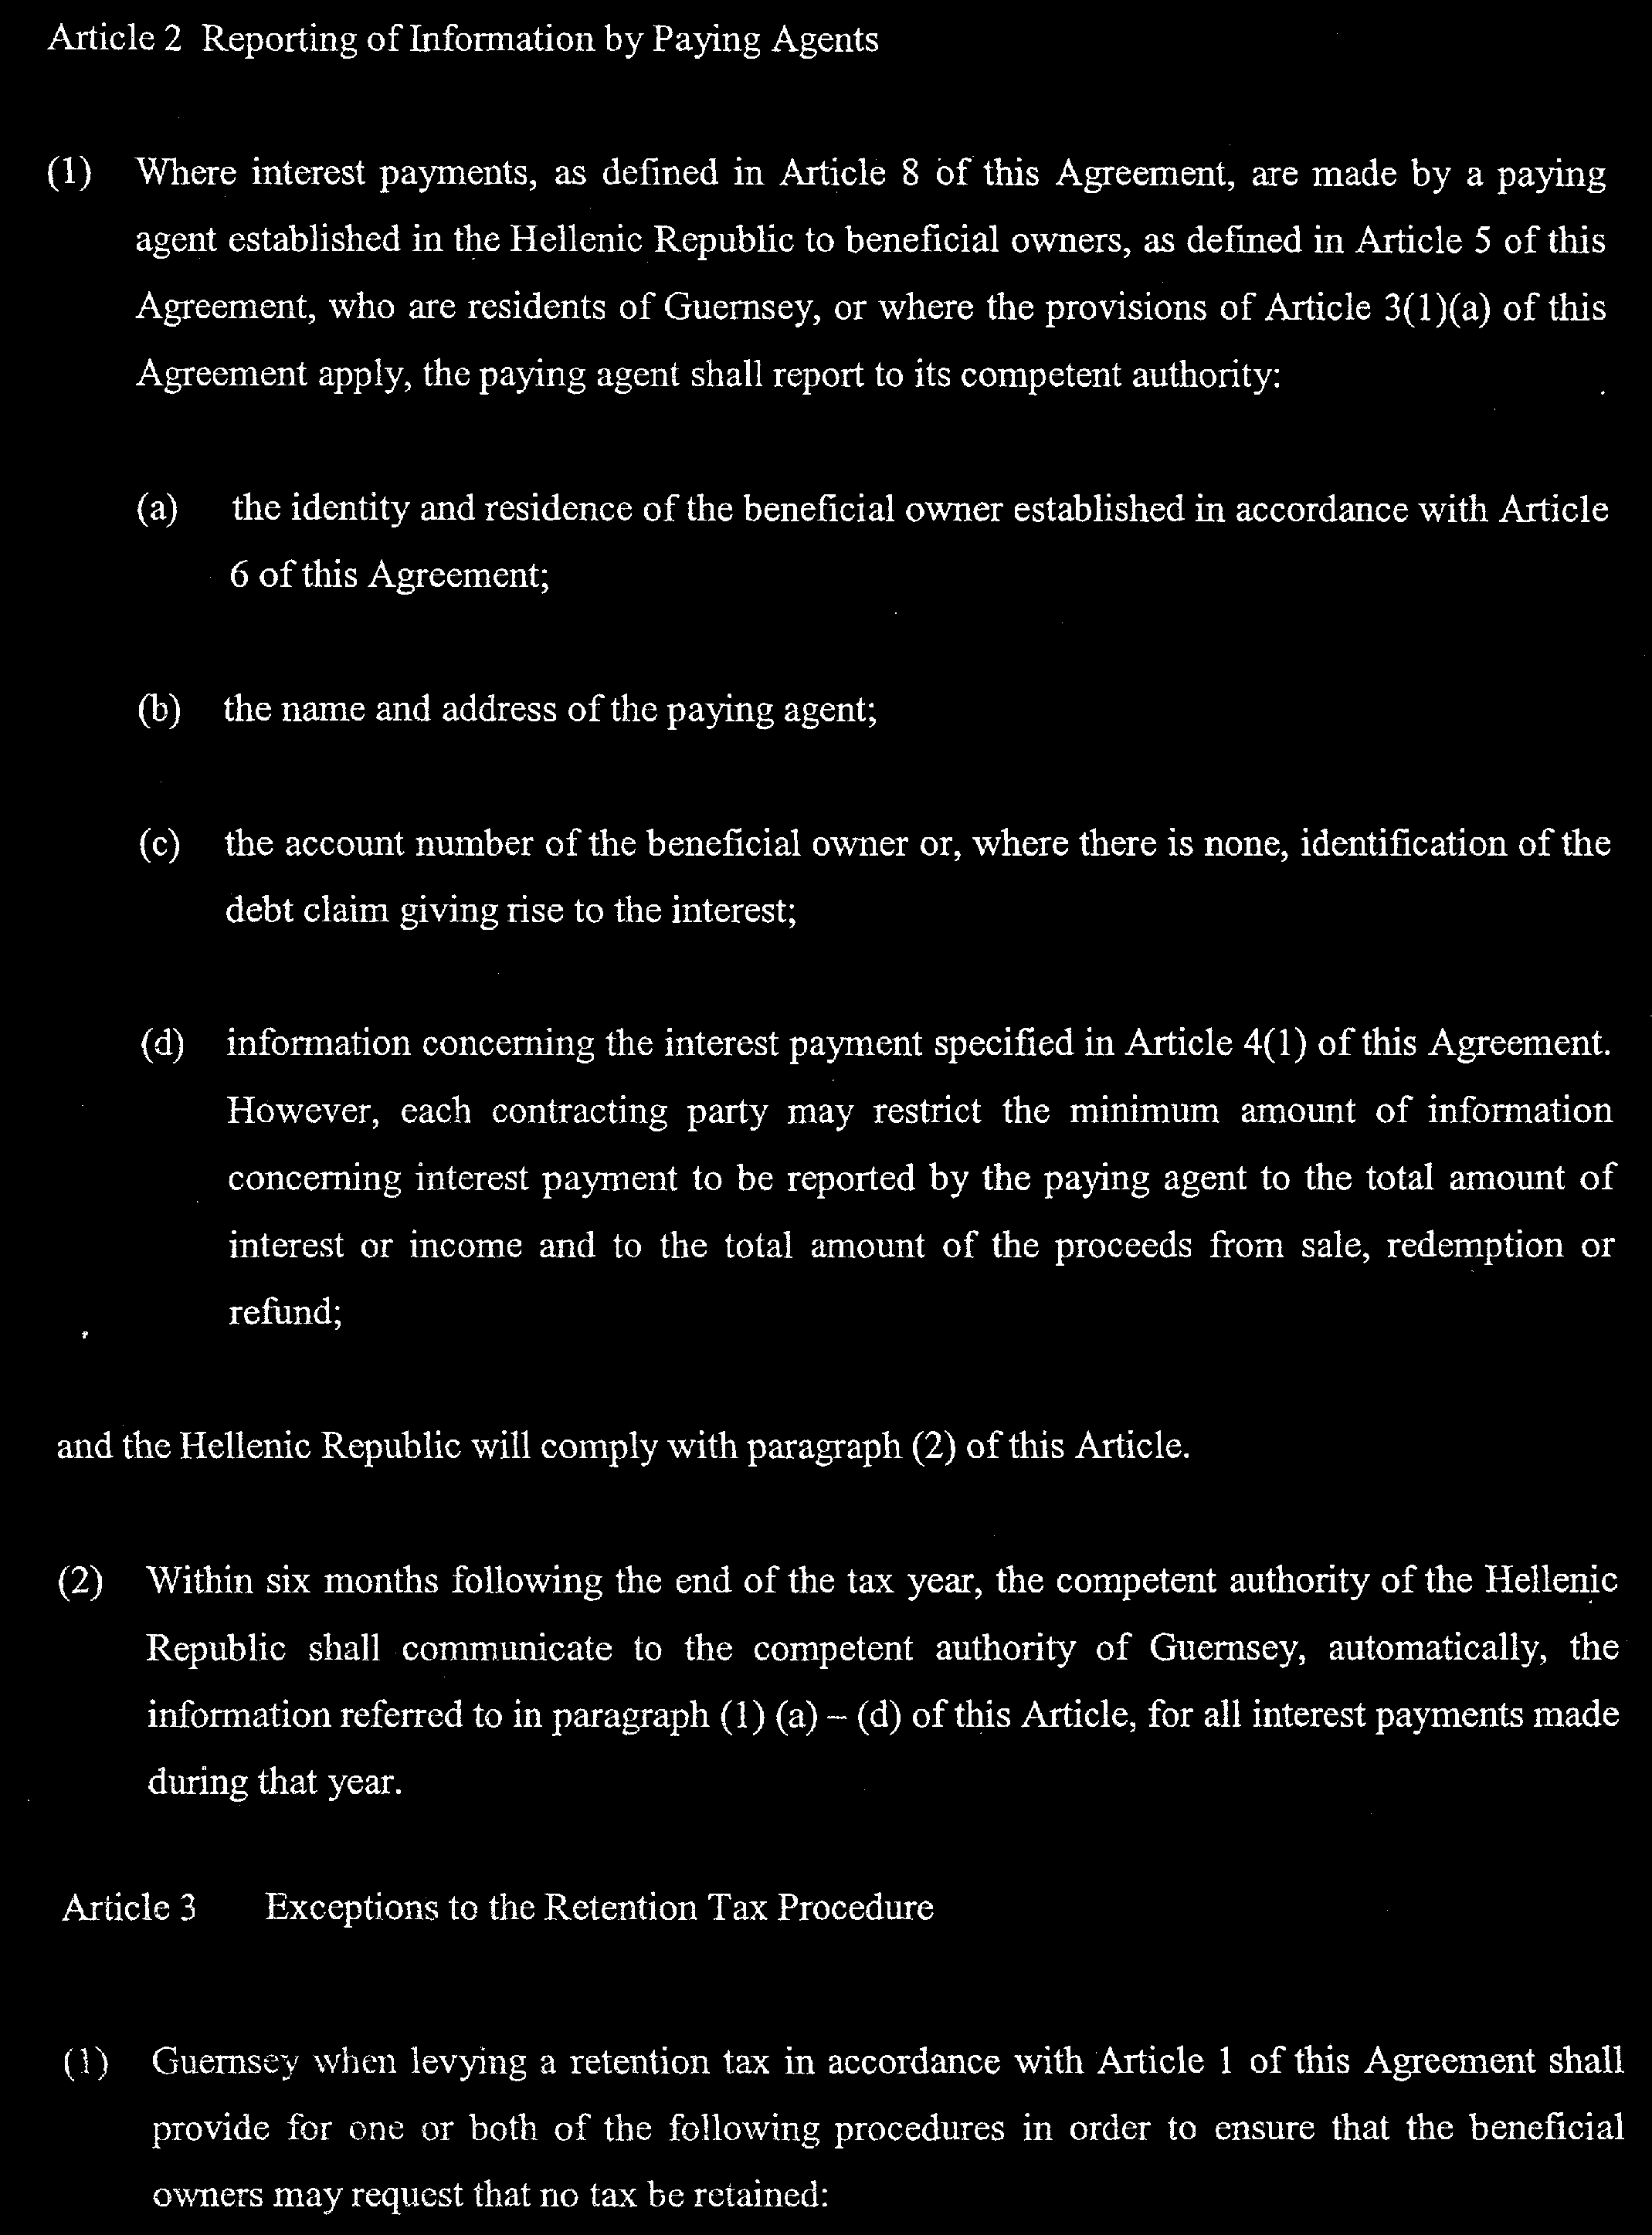 Article 2 Reporting of Information by Paying Agents
(1) Where interest payments, as defined in Article 8 of this Agreement, are made by a paying
agent established in the Hellenic Republic to beneficial owners, as defined in Article 5 of this
Agreement, who are residents of Guernsey, or where the provisions of Article 3(1)(a) of this
Agreement apply, the paying agent shall report to its competent authority:
(a) the identity and residence of the beneficial owner established in accordance with Article
6 of this Agreement;
(b) the name and address of the paying agent;
(c) the account number of the beneficial owner or, where there is none, identification of the
debt claim giving rise to the interest;
(d) information concerning the interest payment specified in Article 4(1) of this Agreement.
However, each contracting party may restrict the minimum amount of information
concerning interest payment to be reported by the paying agent to the total amount of
interest or income and to the total amount of the proceeds from sale, redemption or
refund;
and the Hellenic Republic will comply with paragraph (2) of this Article.
(2) Within six months following the end of the tax year, the competent authority of the Hellenic
Republic shall communicate to the competent authority of Guernsey, automatically, the
information referred to in paragraph (1) (a) – (d) of this Article, for all interest payments made
during that year.
Article 3 Exceptions to the Retention Tax Procedure
(1) Guernsey when levying a retention tax in accordance with Article 1 of this Agreement shall
provide for one or both of the following procedures in order to ensure that the beneficial
owners may request that no tax be retained: